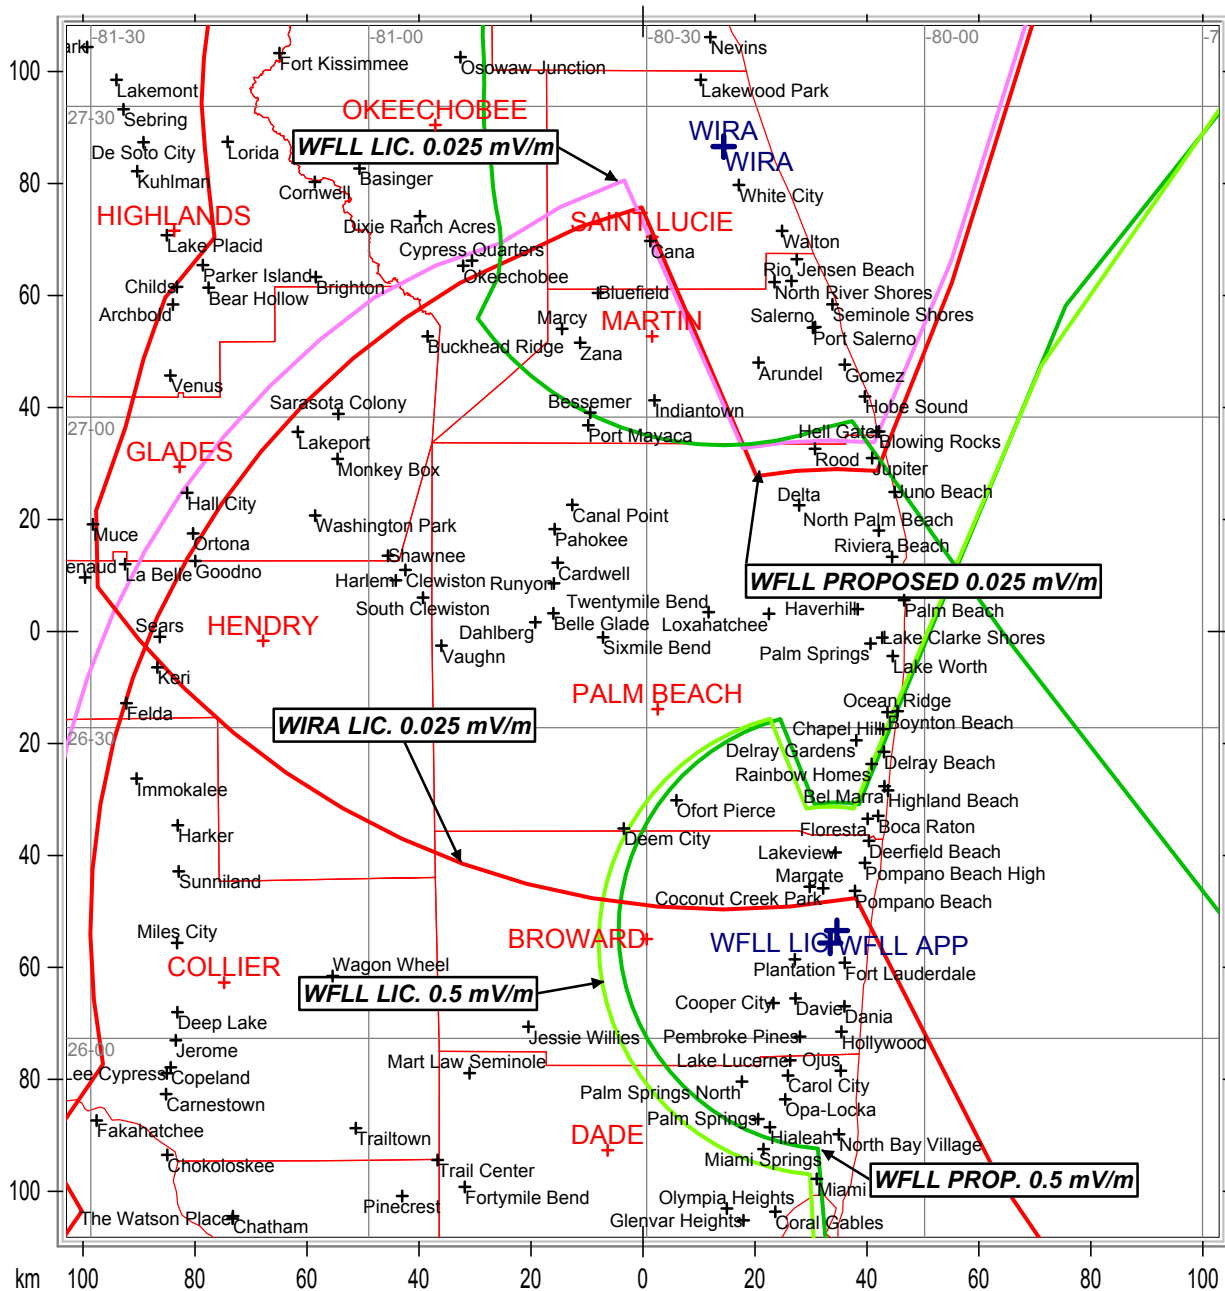 -81-30
-81-00
-80-30
-80-00
-7
ark
Nevins
Fort Kissimmee
Osowaw Junction
100
Lakemont
Lakewood Park
27-30
Sebring
OKEECHOBEE
WIRA
De Soto City
Lorida
WFLL LIC. 0.025 mV/m
WIRA
Kuhlman
Basinger
80
Cornwell
White City
HIGHLANDS
Dixie Ranch Acres
SAINT LUCIE
Lake Placid
Cypress Quarters
Cana
Walton
Parker Island
Okeechobee
Rio
Jensen Beach
Childs
Brighton
Bear Hollow
Bluefield
North River Shores
60
Archbold
Marcy
MARTIN
Salerno
Seminole Shores
Buckhead Ridge
Zana
Port Salerno
Venus
Arundel
Gomez
40
Sarasota Colony
Bessemer
Indiantown
Hobe Sound
27-00
Lakeport
Port Mayaca
Hell Gate
Blowing Rocks
GLADES
Monkey Box
Rood
Jupiter
Hall City
Delta
Juno Beach
20
Muce
Washington Park
Canal Point
North Palm Beach
Ortona
Pahokee
Riviera Beach
enaud
La Belle
Goodno
Shawnee
Cardwell
WFLL PROPOSED 0.025 mV/m
Harlem
Clewiston
Runyon
South Clewiston
Twentymile Bend
Haverhill
Palm Beach
0
Sears
HENDRY
Dahlberg
Belle Glade
Loxahatchee
Lake Clarke Shores
Vaughn
Sixmile Bend
Palm Springs
Lake Worth
Keri
PALM BEACH
Felda
Ocean Ridge
WIRA LIC. 0.025 mV/m
Chapel Hill
Boynton Beach
26-30
20
Delray Gardens
Delray Beach
Immokalee
Rainbow Homes
Ofort Pierce
Bel Marra
Highland Beach
Harker
Deem City
Floresta
Boca Raton
40
Sunniland
Lakeview
Deerfield Beach
Margate
Pompano Beach High
Coconut Creek Park
Pompano Beach
Miles City
BROWARD
WFLL LIC
WFLL APP
60
COLLIER
Wagon Wheel
Plantation
Fort Lauderdale
WFLL LIC. 0.5 mV/m
Cooper City
Davie
Dania
Deep Lake
Jessie Willies
Pembroke Pines
Hollywood
26-00
Jerome
Mart Law Seminole
Lake Lucerne
Ojus
80
Lee Cypress
Copeland
Palm Springs North
Carol City
Carnestown
Opa-Locka
Fakahatchee
Trailtown
DADE
Palm Springs
Hialeah
North Bay Village
Chokoloskee
Trail Center
Miami Springs
WFLL PROP. 0.5 mV/m
100
Pinecrest
Fortymile Bend
Olympia Heights
Miami
The Watson Place
Chatham
Glenvar Heights
Coral Gables
km
100
80
60
40
20
0
20
40
60
80
100